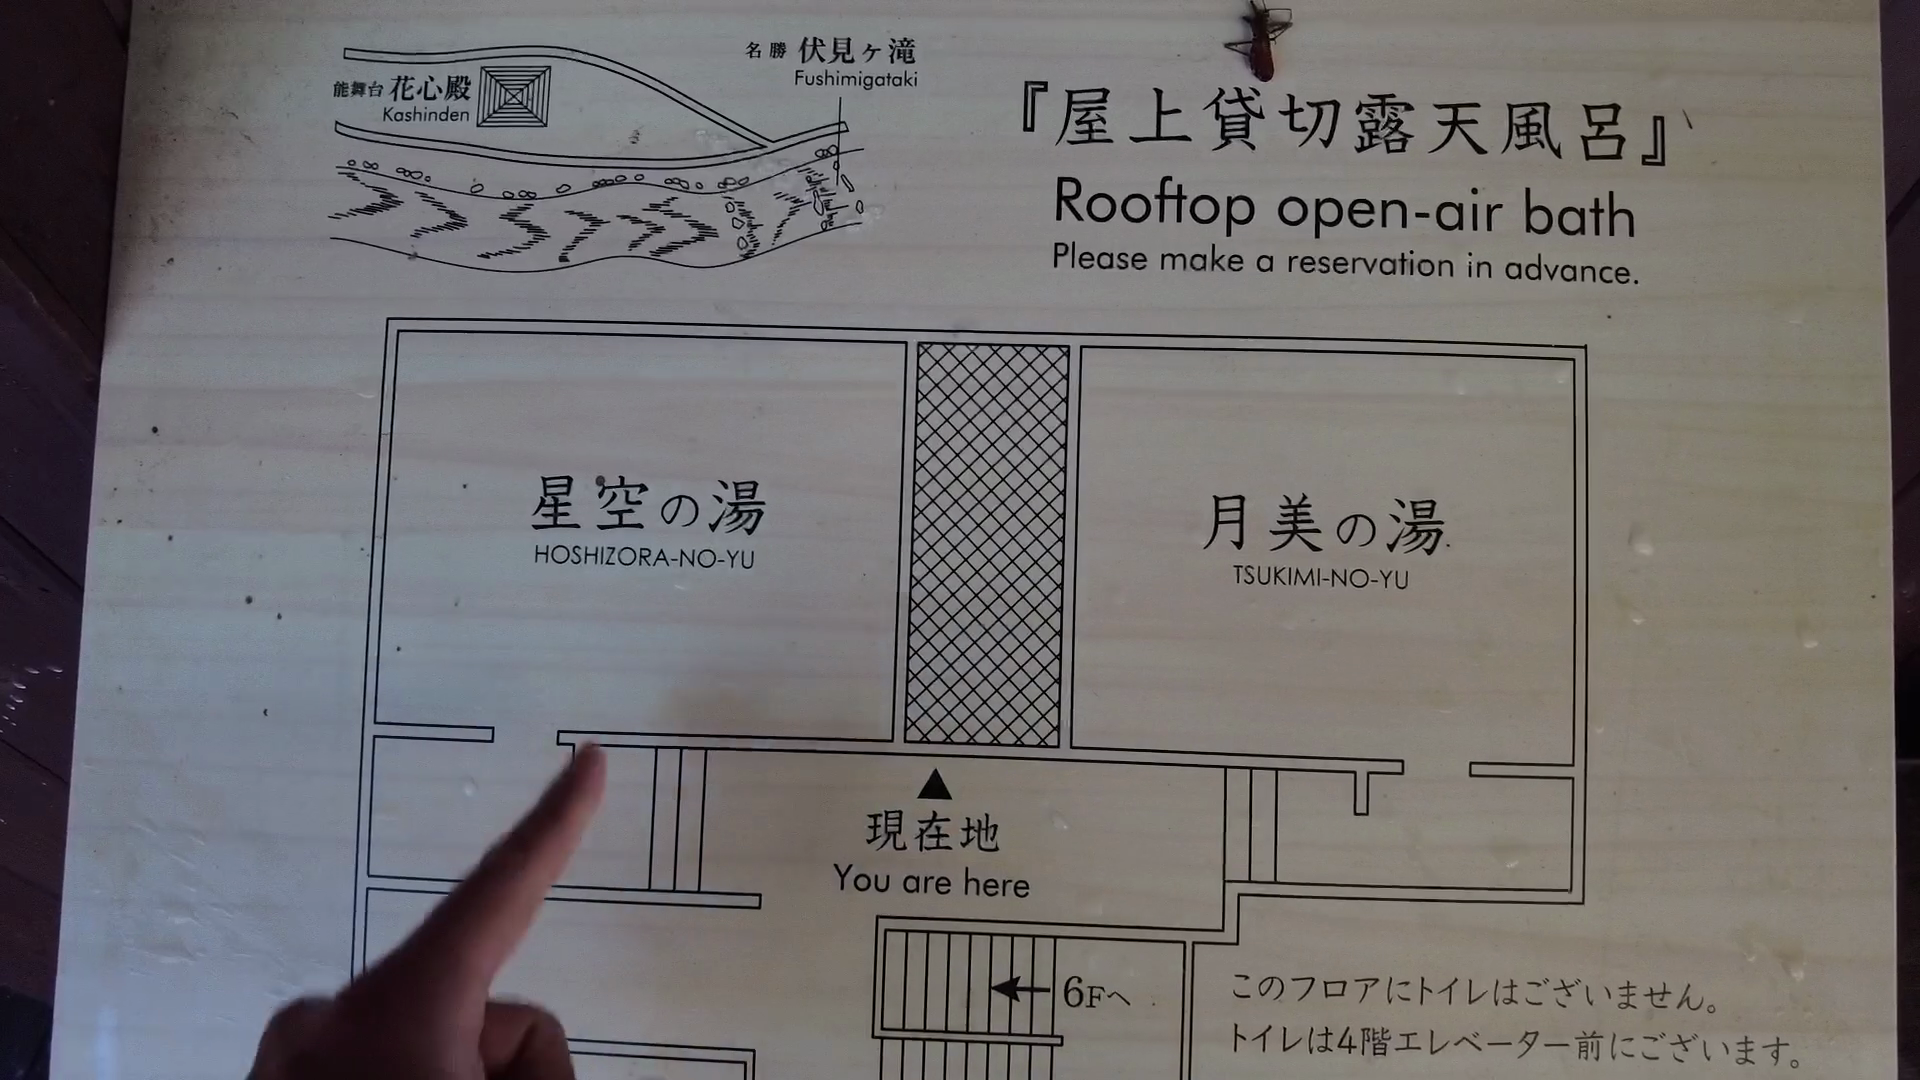 名勝 伏見ヶ滝
Fushimigataki
能舞台 花心殿
Kashinden
『屋上貸切露天風呂』
Rooftop open-air bath
Please make a reservation in advance.
星空の湯
HOSHIZORA-NO-YU
月美の湯
TSUKIMI-NO-YU
現在地
You are here
6Fへ
このフロアにトイレはございません。
トイレは4階エレベーター前にございます。